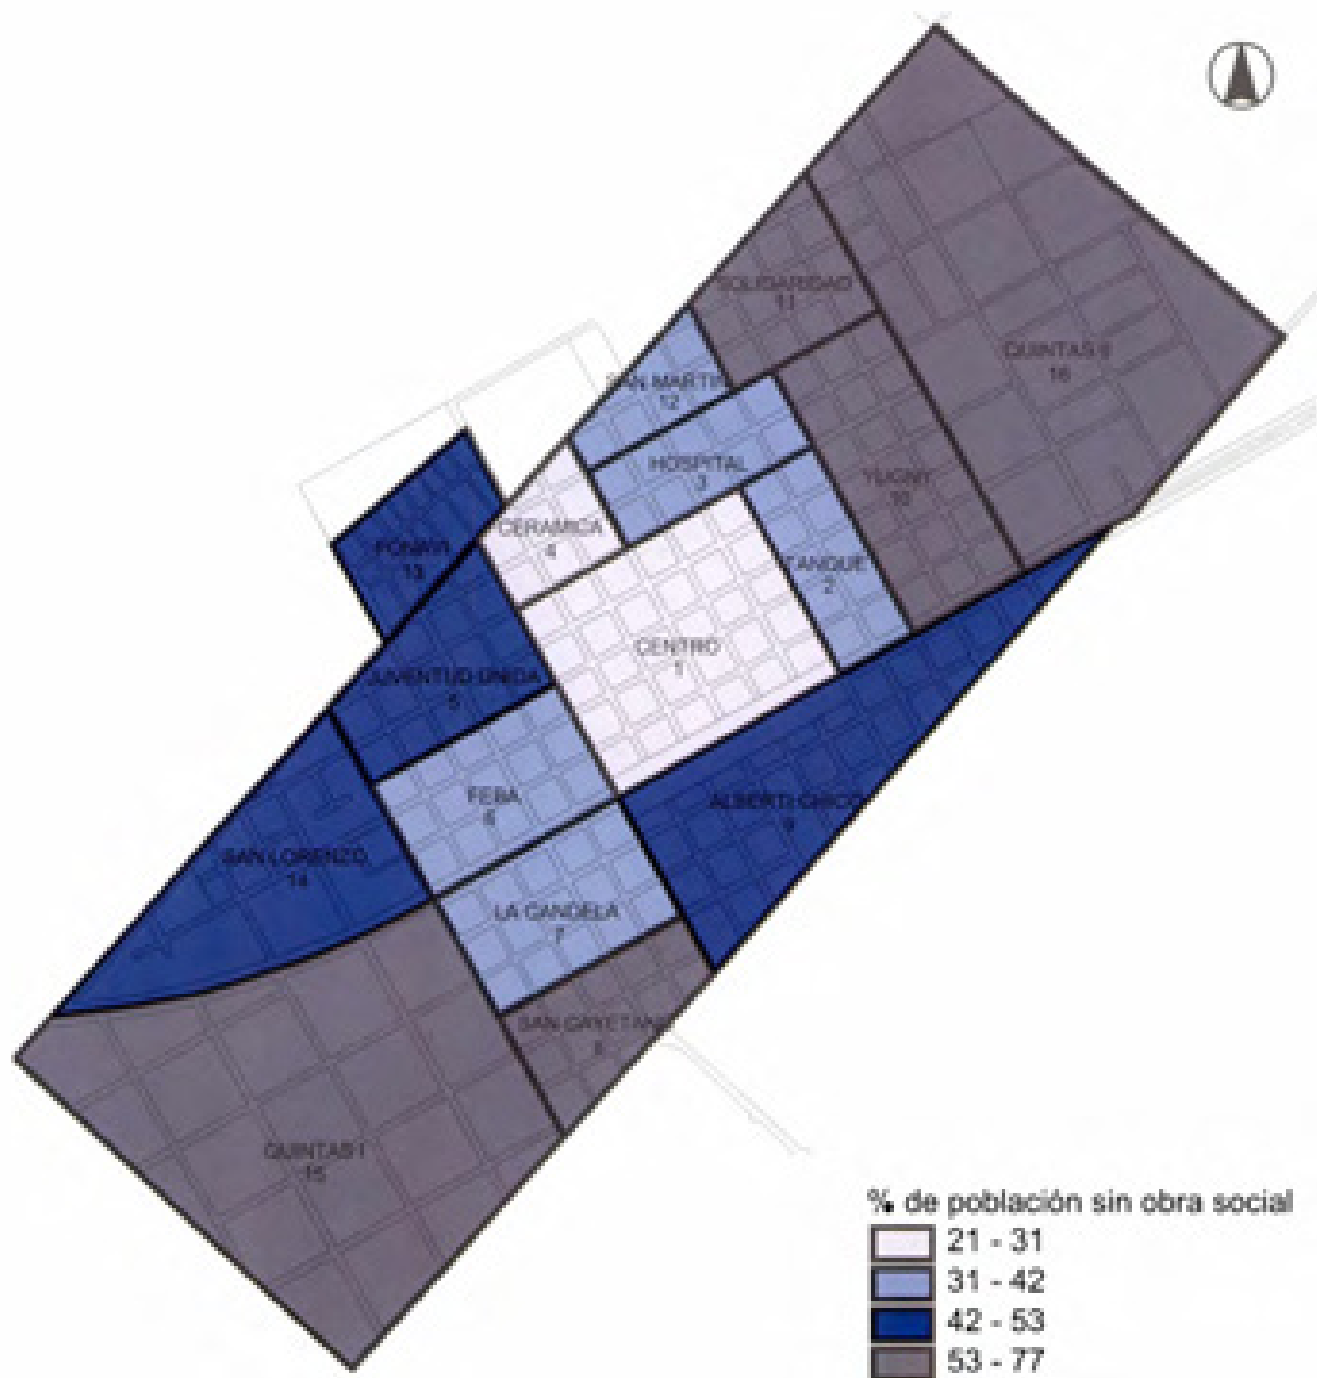 SOLIDARIDAD
11
QUINTAS II
16
SAN MARTIN
12
HOSPITAL
3
YUGNY
10
CERAMICA
4
FONAVI
13
TANQUE
2
CENTRO
1
JUVENTUD UNIDA
5
FEBA
6
ALBERTI CHICO
9
SAN LORENZO
14
LA CANDELA
7
SAN CAYETANO
8
QUINTAS I
15
% de población sin obra social
21 - 31
31 - 42
42 - 53
53 - 77